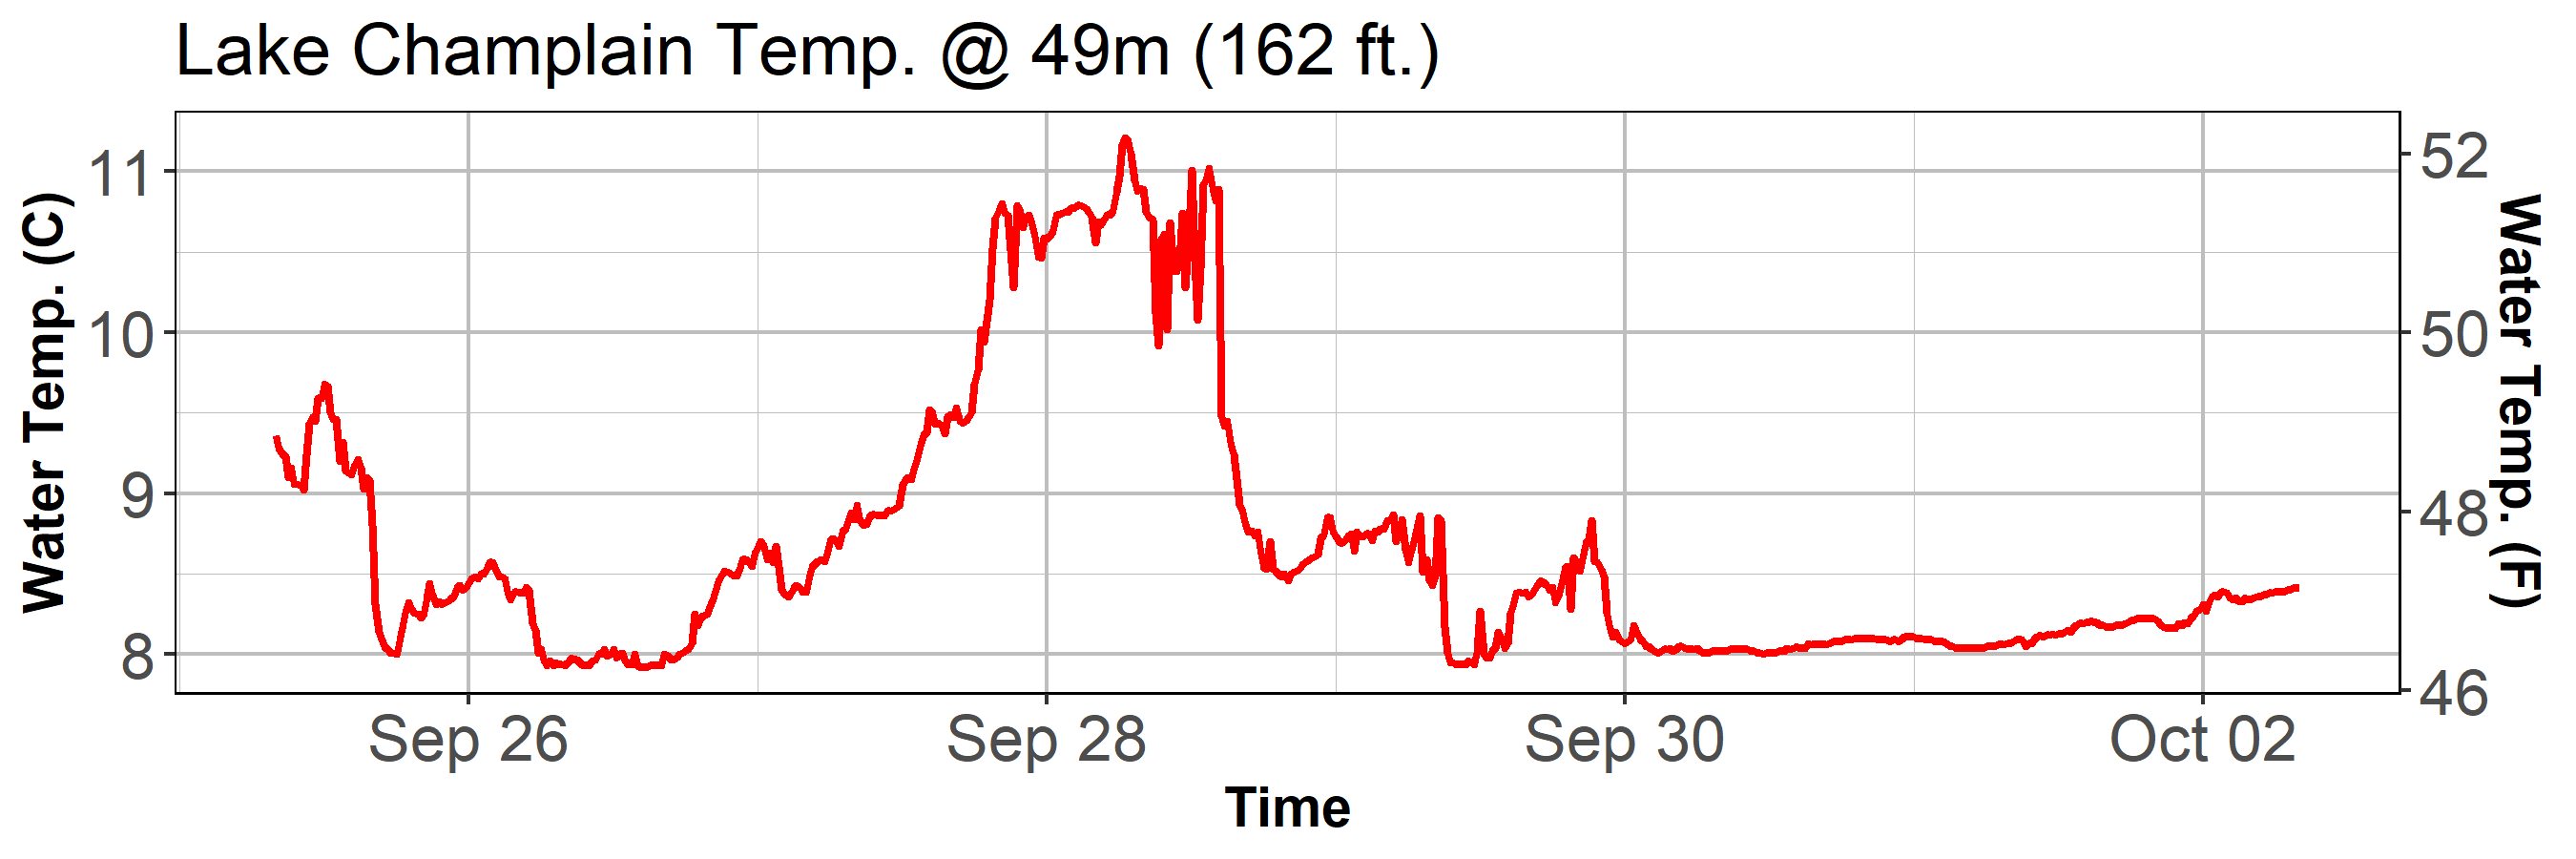 Lake Champlain Temp. @ 49m (162 ft.)
Water Temp. (C)
11
10
9
8
52
50
48
46
Water Temp. (F)
Sep 26
Sep 28
Sep 30
Oct 02
Time